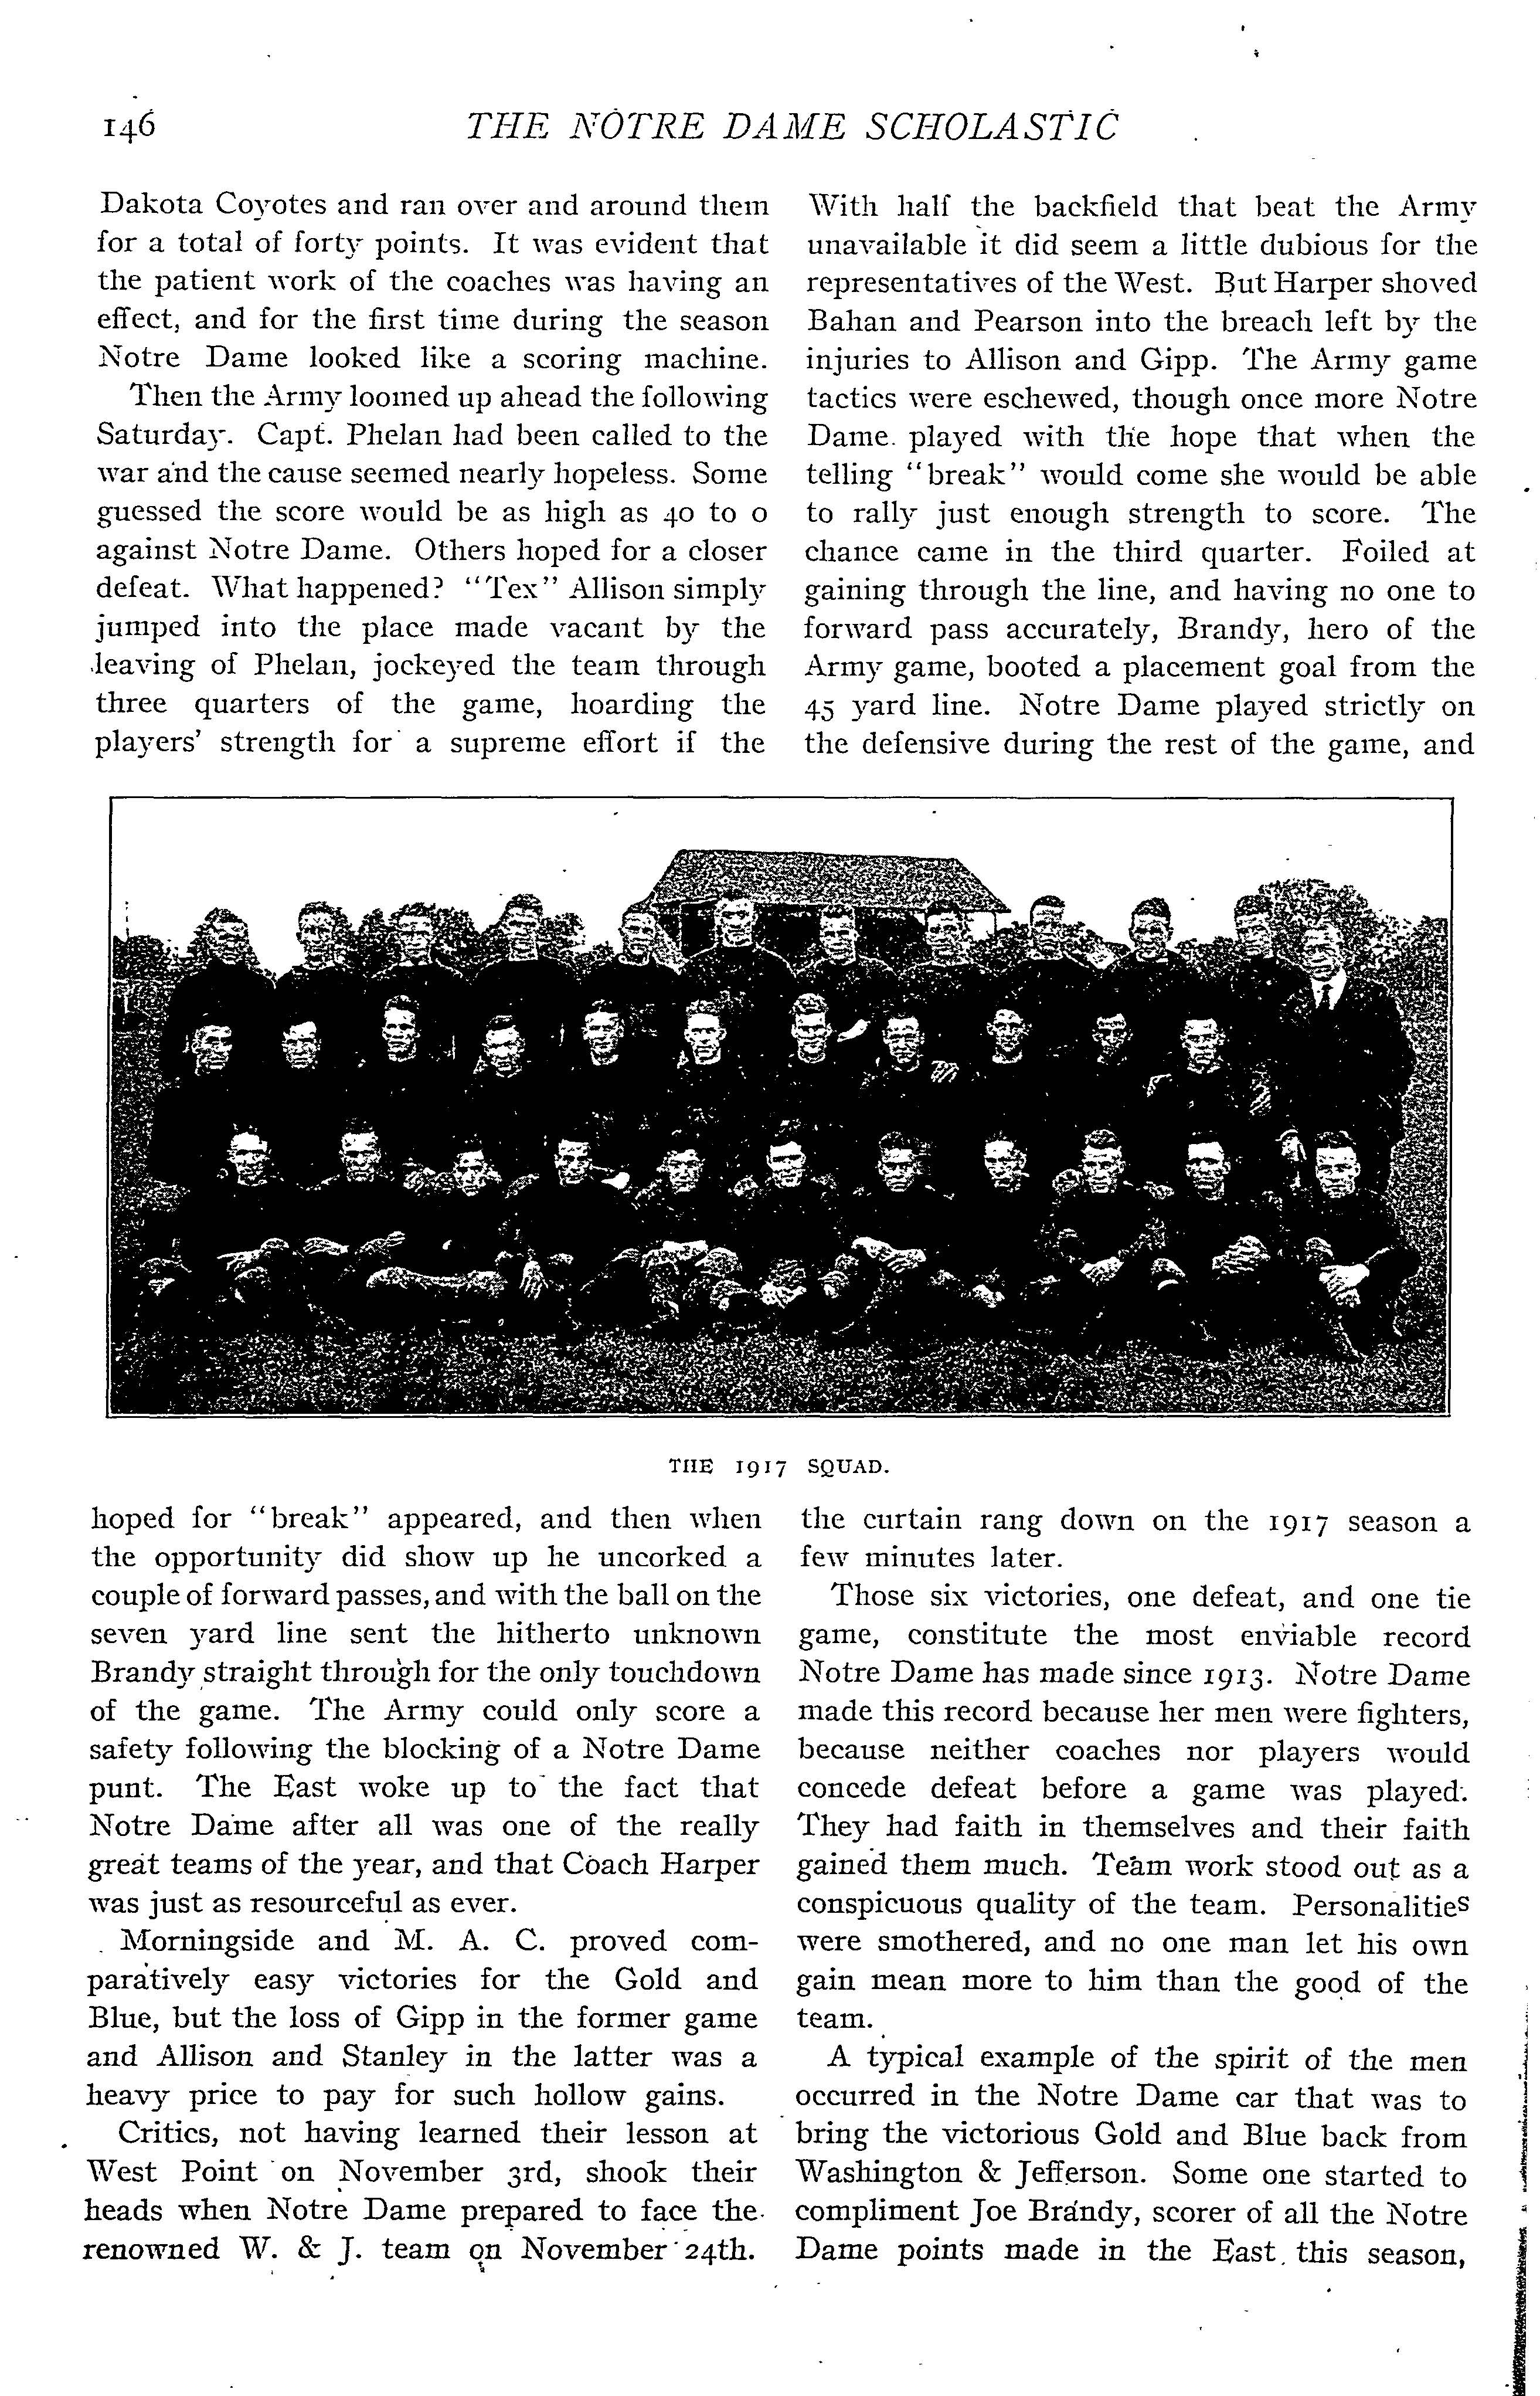 146
THE NOTRE DAME SCHOLASTIC
Dakota Coyotes and ran over and around them
for a total of forty points. It was evident that
the patient work of the coaches was having an
effect, and for the first time during the season
Notre Dame looked like a scoring machine.
Then the Army loomed up ahead the following
Saturday. Capt. Phelan had been called to the
war and the cause seemed nearly hopeless. Some
guessed the score would be as high as 40 to 0
against Notre Dame. Others hoped for a closer
defeat. What happened? "Tex" Allison simply
jumped into the place made vacant by the
leaving of Phelan, jockeyed the team through
three quarters of the game, hoarding the
players' strength for a supreme effort if the
hoped for "break" appeared, and then when
the opportunity did show up he uncorked a
couple of forward passes, and with the ball on the
seven yard line sent the hitherto unknown
Brandy straight through for the only touchdown
of the game. The Army could only score a
safety following the blocking of a Notre Dame
punt. The East woke up to the fact that
Notre Dame after all was one of the really
great teams of the year, and that Coach Harper
was just as resourceful as ever.
Morningside and M. A. C. proved com-
paratively easy victories for the Gold and
Blue, but the loss of Gipp in the former game
and Allison and Stanley in the latter was a
heavy price to pay for such hollow gains.
Critics, not having learned their lesson at
West Point on November 3rd, shook their
heads when Notre Dame prepared to face the
renowned W. & J. team on November 24th.
With half the backfield that beat the Army
unavailable it did seem a little dubious for the
representatives of the West. But Harper shoved
Bahan and Pearson into the breach left by the
injuries to Allison and Gipp. The Army game
tactics were eschewed, though once more Notre
Dame. played with the hope that when the
telling "break" would come she would be able
to rally just enough strength to score. The
chance came in the third quarter. Foiled at
gaining through the line, and having no one to
forward pass accurately, Brandy, hero of the
Army game, booted a placement goal from the
45 yard line. Notre Dame played strictly on
the defensive during the rest of the game, and
THE 1917 SQUAD.
the curtain rang down on the 1917 season a
few minutes later.
Those six victories, one defeat, and one tie
game, constitute the most enviable record
Notre Dame has made since 1913. Notre Dame
made this record because her men were fighters,
because neither coaches nor players would
concede defeat before a game was played.
They had faith in themselves and their faith
gained them much. Team work stood out as a
conspicuous quality of the team. Personalities
were smothered, and no one man let his own
gain mean more to him than the good of the
team.
A typical example of the spirit of the men
occurred in the Notre Dame car that was to
bring the victorious Gold and Blue back from
Washington & Jefferson. Some one started to
compliment Joe Brandy, scorer of all the Notre
Dame points made in the East this season,